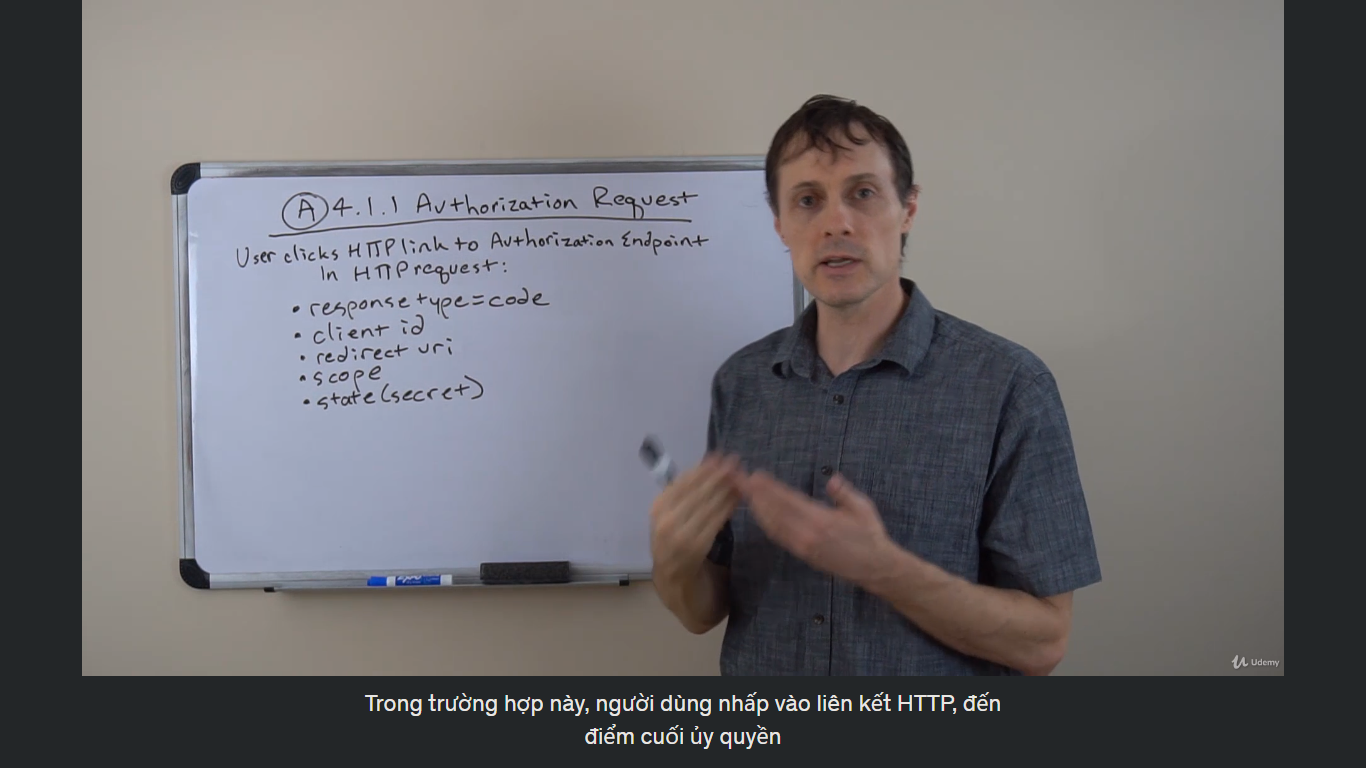 Ⓐ 4.1.1 Authorization Request
User clicks HTTP link to Authorization Endpoint
In HTTP request:
• response type=code
• client id
• redirect uri
• scope
• state(secret)
EXPO
Udemy
Trong trường hợp này, người dùng nhấp vào liên kết HTTP, đến
điểm cuối ủy quyền